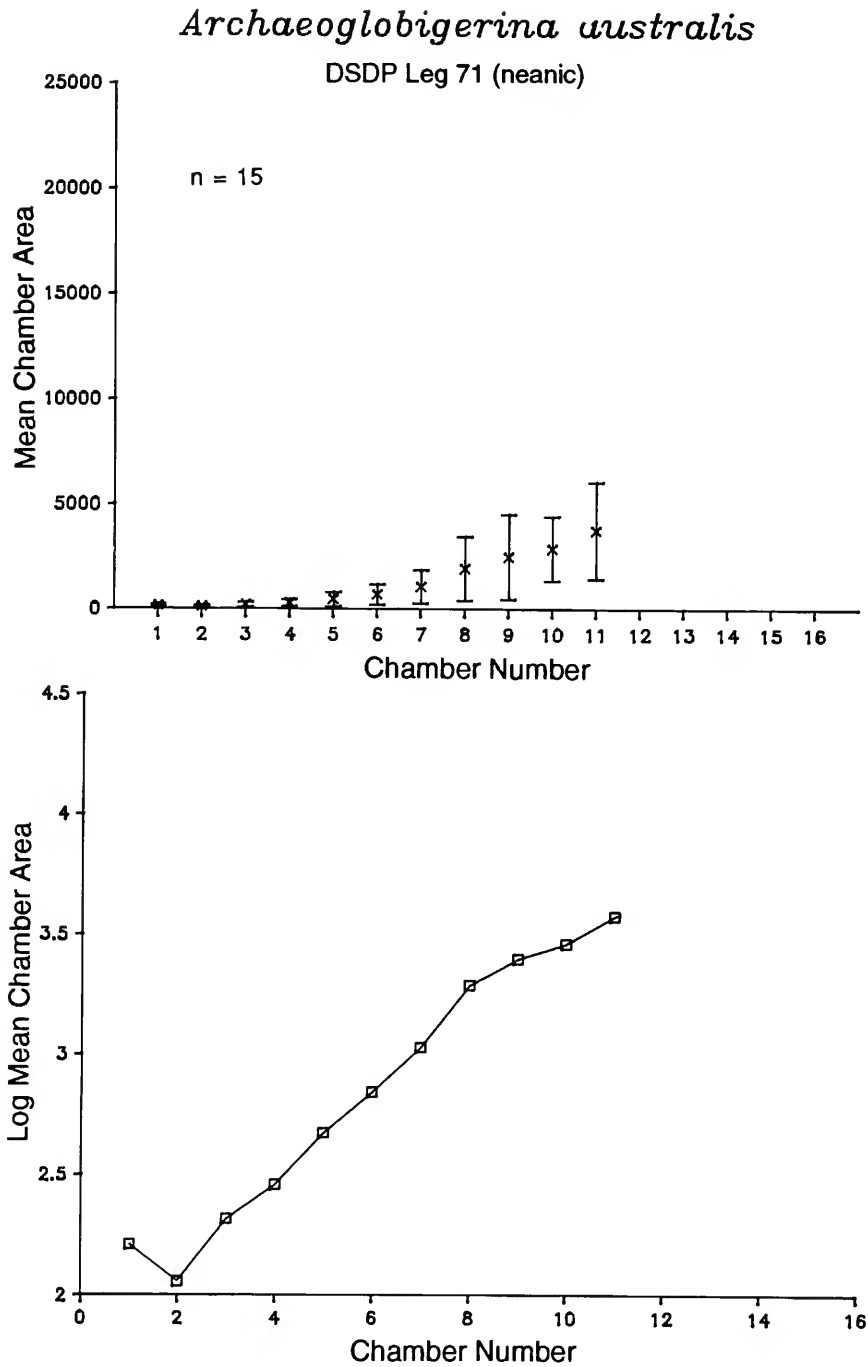 Archaeoglobigerina australis
DSDP Leg 71 (neanic)
25000
20000
15000
10000
5000
0
n = 15
Mean Chamber Area
1 2 3 4 5 6 7 8 9 10 11 12 13 14 15 16
Chamber Number
4.5
4
3.5
3
2.5
2
Log Mean Chamber Area
0 2 4 6 8 10 12 14 16
Chamber Number